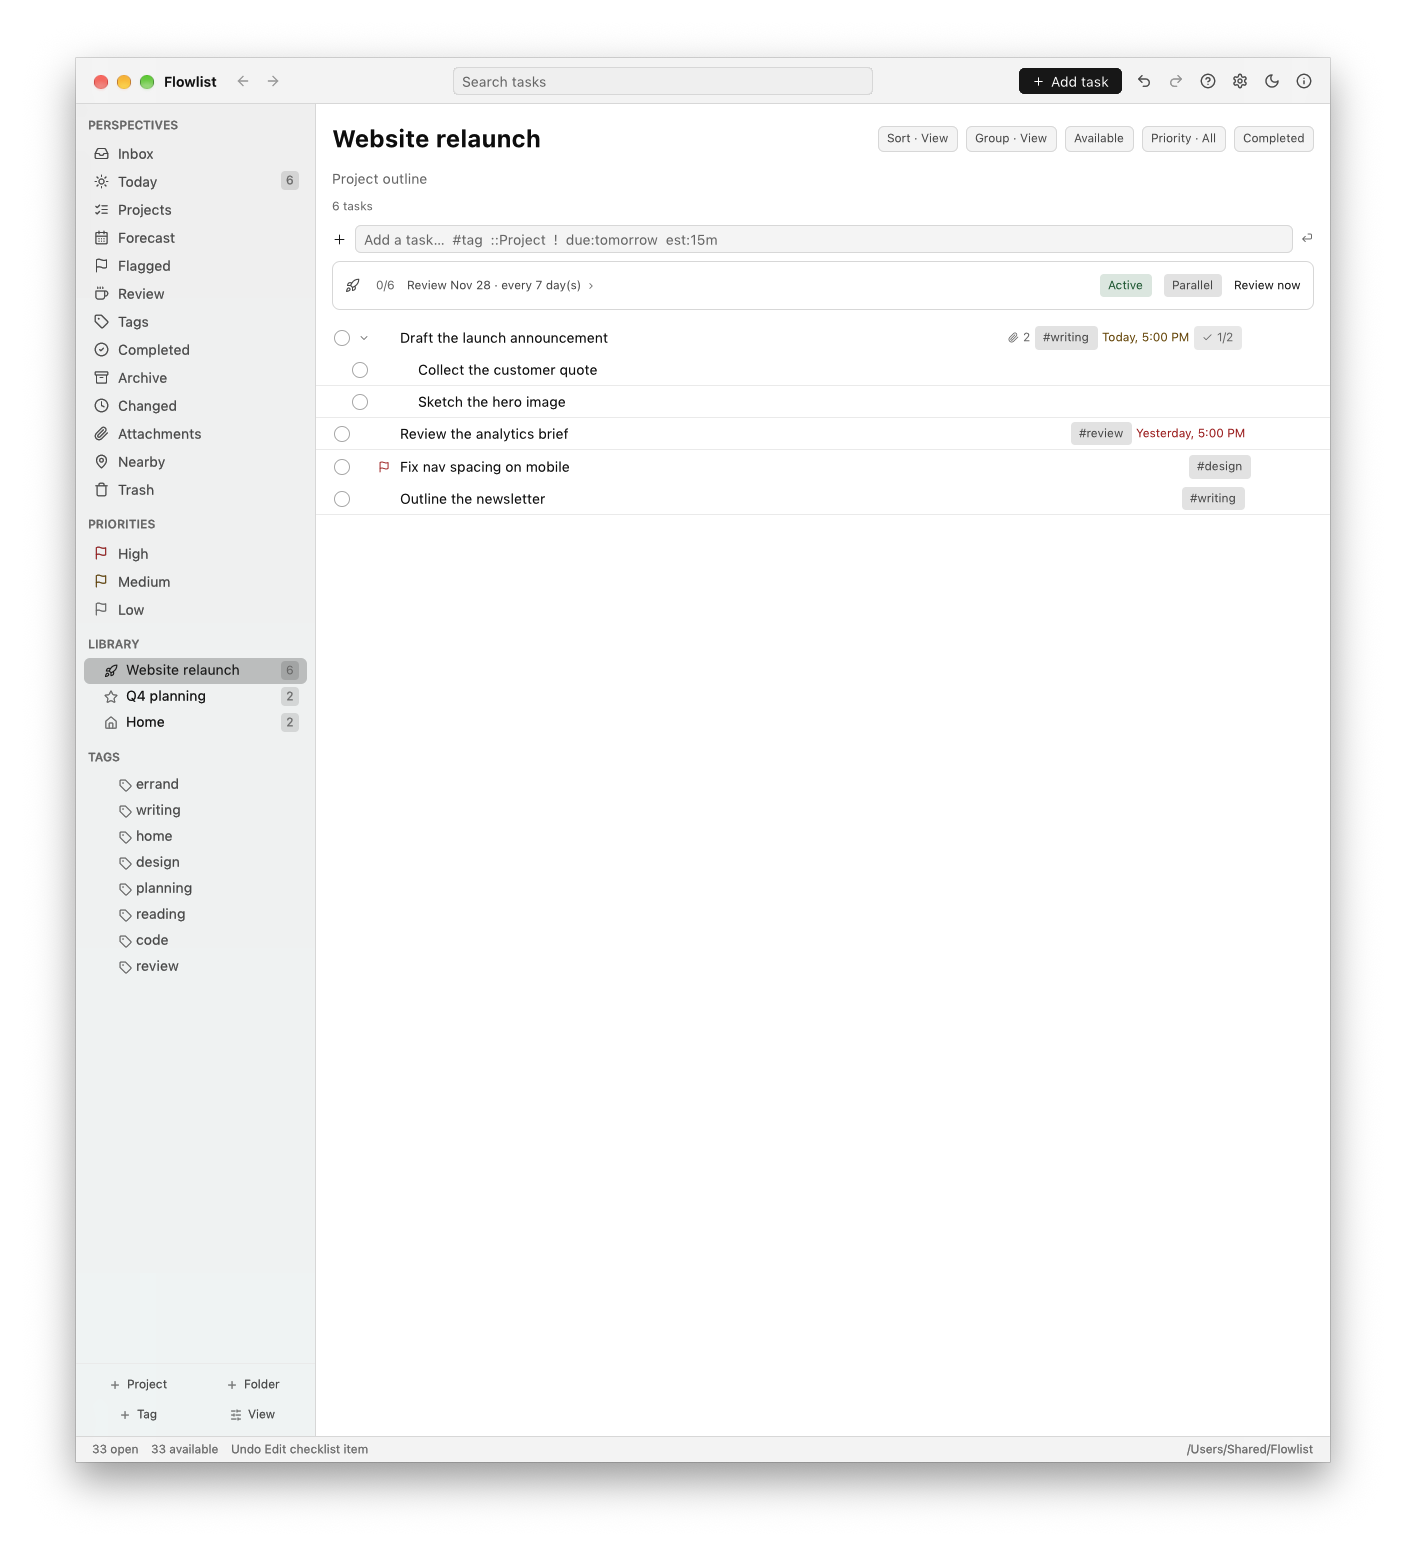 Flowlist
Search tasks
+ Add task
PERSPECTIVES
Inbox
Today 6
Projects
Forecast
Flagged
Review
Tags
Completed
Archive
Changed
Attachments
Nearby
Trash
PRIORITIES
High
Medium
Low
LIBRARY
Website relaunch 6
Q4 planning 2
Home 2
TAGS
errand
writing
home
design
planning
reading
code
review
+ Project
+ Folder
+ Tag
View
Website relaunch
Sort · View
Group · View
Available
Priority · All
Completed
Project outline
6 tasks
Add a task... #tag ::Project ! due:tomorrow est:15m
0/6 Review Nov 28 · every 7 day(s) ›
Active
Parallel
Review now
Draft the launch announcement 2 #writing Today, 5:00 PM ✓ 1/2
Collect the customer quote
Sketch the hero image
Review the analytics brief #review Yesterday, 5:00 PM
Fix nav spacing on mobile #design
Outline the newsletter #writing
33 open 33 available Undo Edit checklist item
/Users/Shared/Flowlist